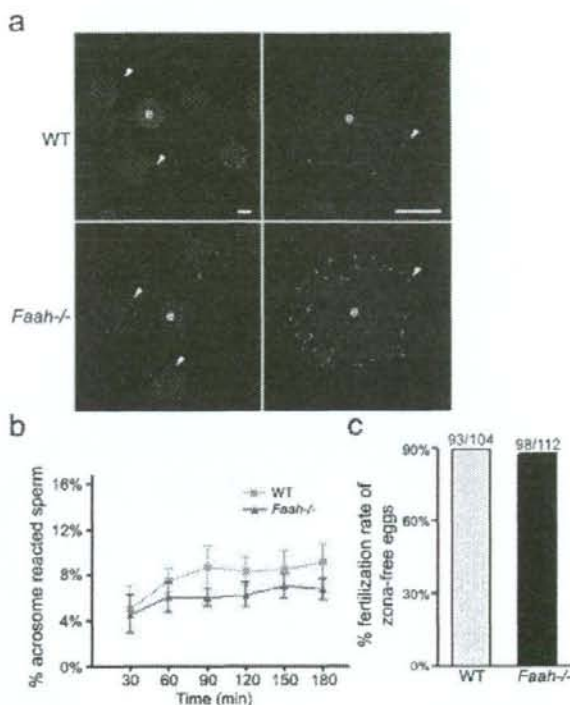 a
WT
e
e
Faah-/-
e
e
b
% acrosome reacted sperm
16%
12%
8%
4%
0%
WT
Faah-/-
30 60 90 120 150 180
Time (min)
c
% fertilization rate of
zona-free eggs
90%
60%
30%
0%
93/104 98/112
WT Faah-/-